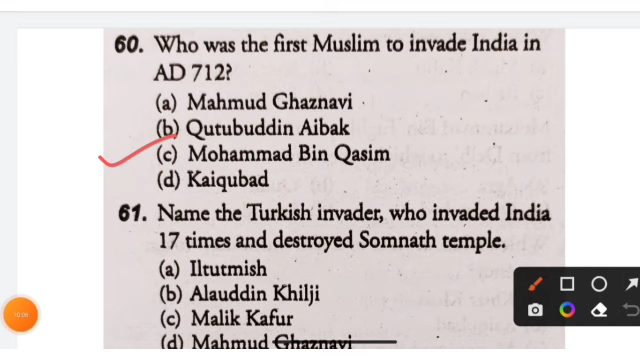 60. Who was the first Muslim to invade India in
AD 712?
(a) Mahmud Ghaznavi
(b) Qutubuddin Aibak
(c) Mohammad Bin Qasim
(d) Kaiqubad
61. Name the Turkish invader, who invaded India
17 times and destroyed Somnath temple.
(a) Iltutmish
(b) Alauddin Khilji
(c) Malik Kafur
(d) Mahmud Ghaznavi